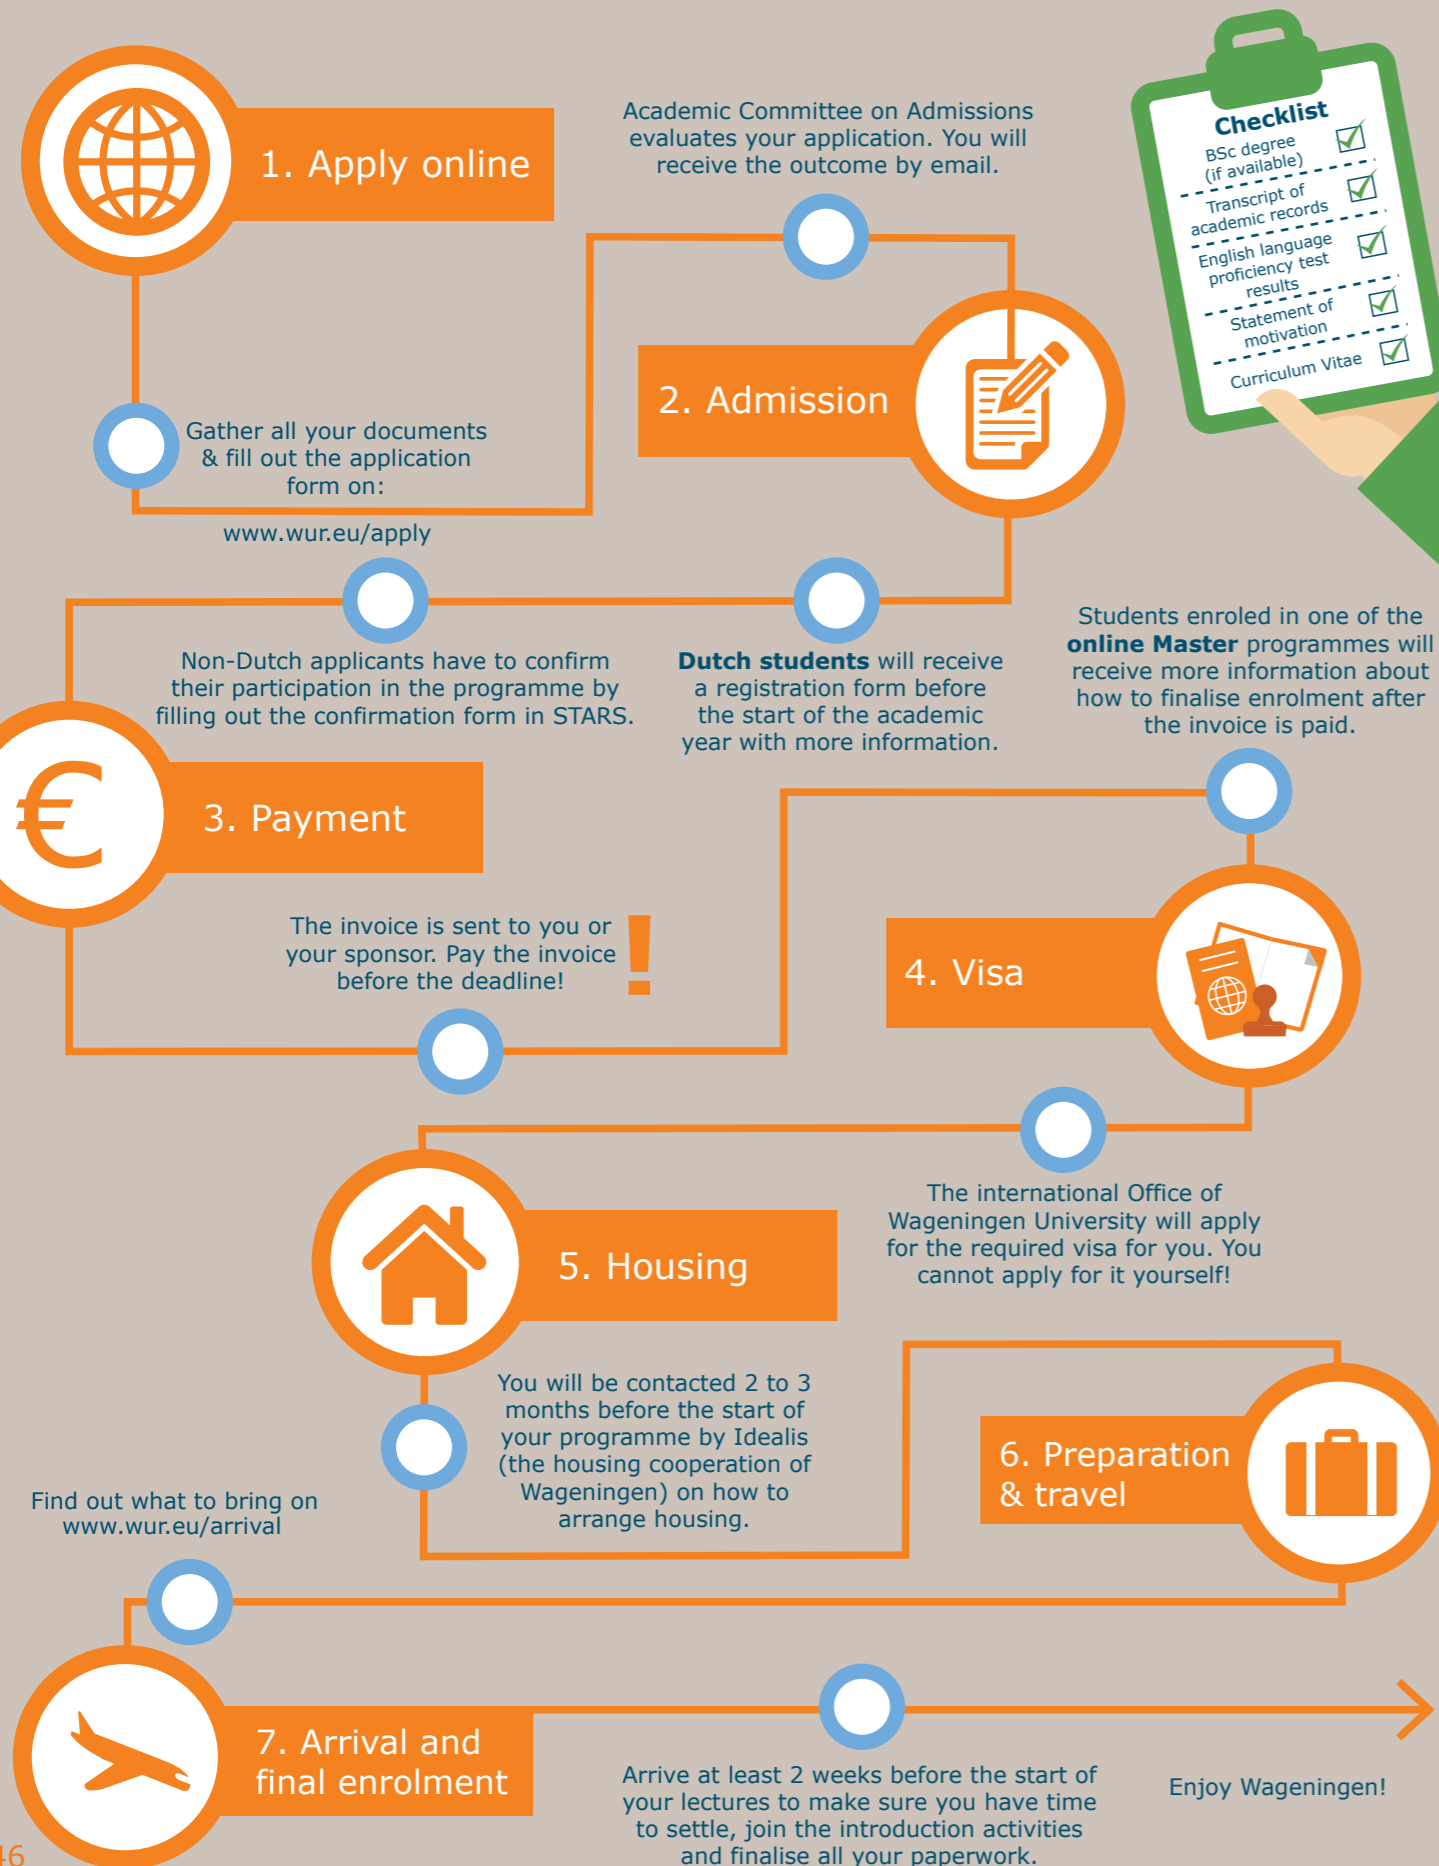 1. Apply online
Academic Committee on Admissions
evaluates your application. You will
receive the outcome by email.
Checklist
BSc degree
(if available)
Transcript of
academic records
English language
proficiency test
results
Statement of
motivation
Curriculum Vitae
2. Admission
Gather all your documents
& fill out the application
form on:
www.wur.eu/apply
Non-Dutch applicants have to confirm
their participation in the programme by
filling out the confirmation form in STARS.
Dutch students will receive
a registration form before
the start of the academic
year with more information.
Students enroled in one of the
online Master programmes will
receive more information about
how to finalise enrolment after
the invoice is paid.
€
3. Payment
The invoice is sent to you or
your sponsor. Pay the invoice
before the deadline!
!
4. Visa
The international Office of
Wageningen University will apply
for the required visa for you. You
cannot apply for it yourself!
5. Housing
You will be contacted 2 to 3
months before the start of
your programme by Idealis
(the housing cooperation of
Wageningen) on how to
arrange housing.
6. Preparation
& travel
Find out what to bring on
www.wur.eu/arrival
7. Arrival and
final enrolment
Arrive at least 2 weeks before the start of
your lectures to make sure you have time
to settle, join the introduction activities
and finalise all your paperwork.
Enjoy Wageningen!
46